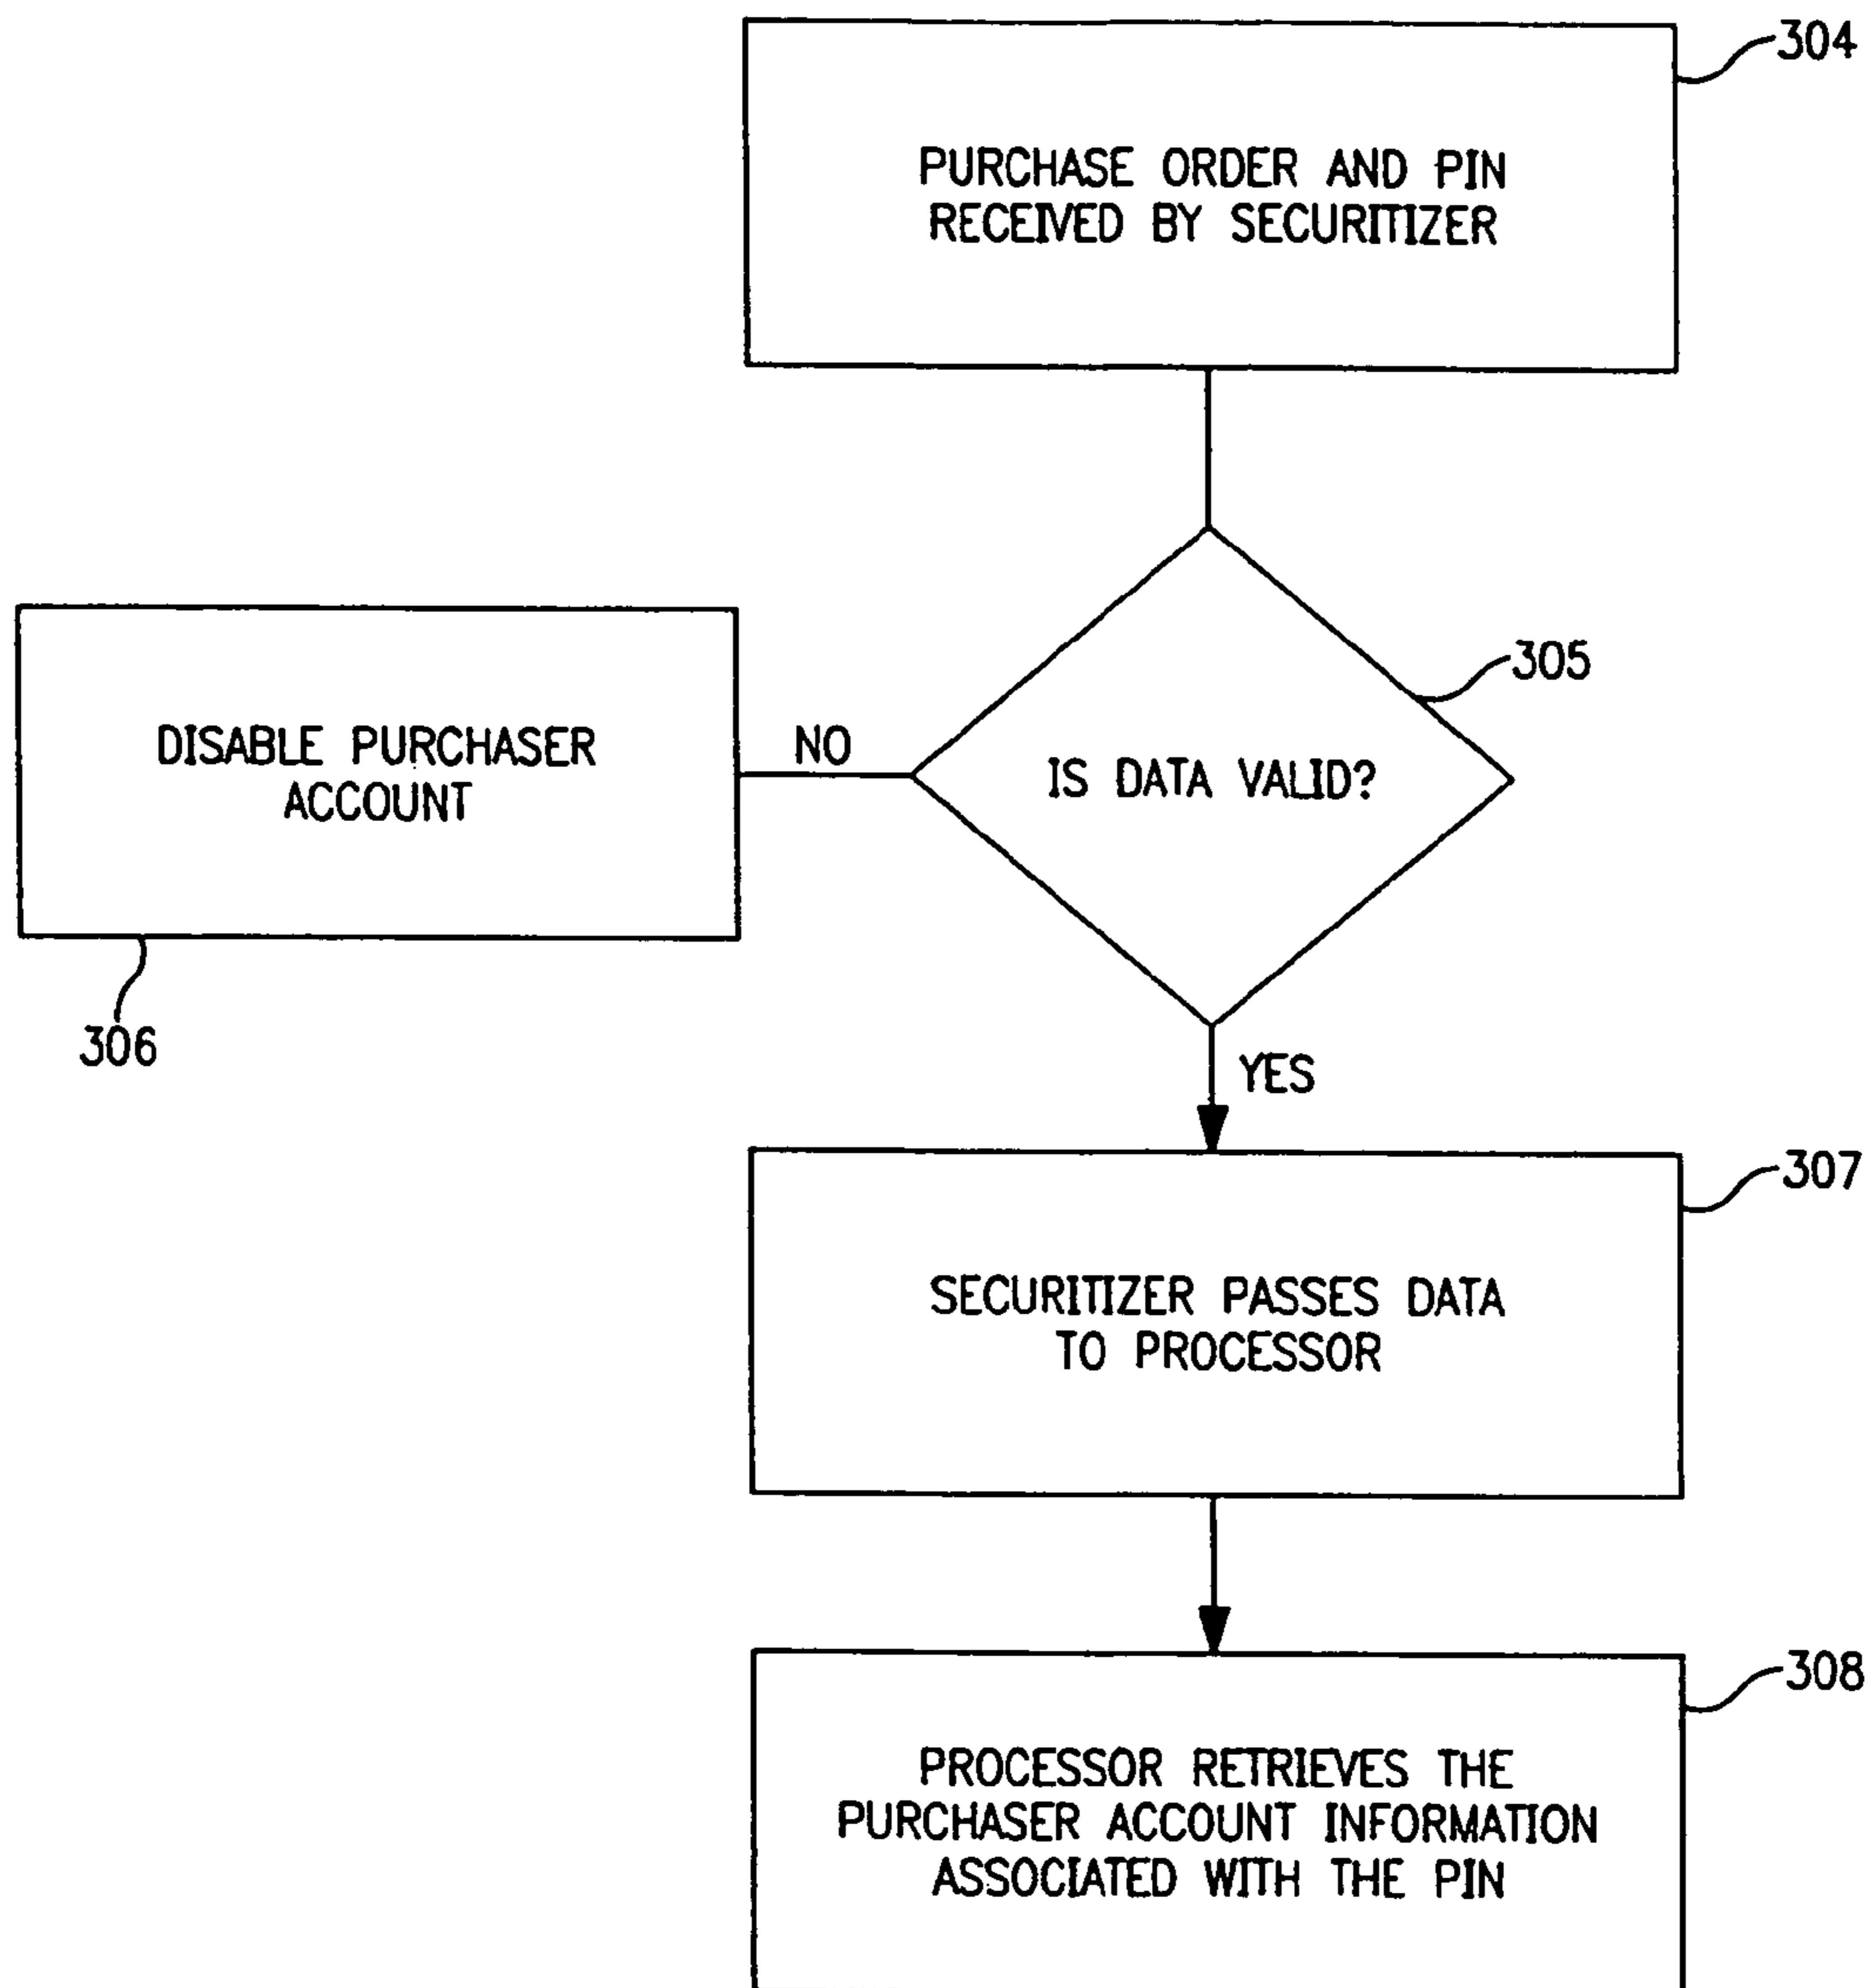 304
PURCHASE ORDER AND PIN
RECEIVED BY SECURITIZER
305
IS DATA VALID?
NO
DISABLE PURCHASER
ACCOUNT
306
YES
307
SECURITIZER PASSES DATA
TO PROCESSOR
308
PROCESSOR RETRIEVES THE
PURCHASER ACCOUNT INFORMATION
ASSOCIATED WITH THE PIN